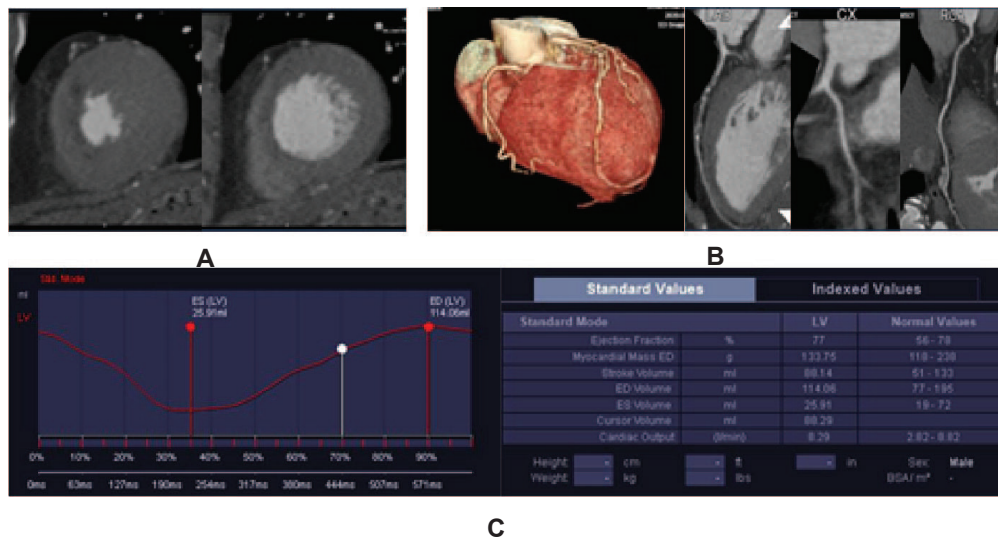 LAD CX RCA
A
B
Std. Mode
ml
LV
ES (LV)
25.91ml
ED (LV)
114.06ml
0% 10% 20% 30% 40% 50% 60% 70% 80% 90%
0ms 63ms 127ms 190ms 254ms 317ms 380ms 444ms 507ms 571ms
Standard Values Indexed Values
Standard Mode LV Normal Values
Ejection Fraction % 77 56 - 78
Myocardial Mass ED g 133.75 118 - 238
Stroke Volume ml 88.14 51 - 133
ED Volume ml 114.06 77 - 195
ES Volume ml 25.91 19 - 72
Cursor Volume ml 88.29
Cardiac Output (l/min) 8.29 2.82 - 8.82
Height: - cm - ft - in Sex: Male
Weight: - kg - lbs BSA / m² -
C